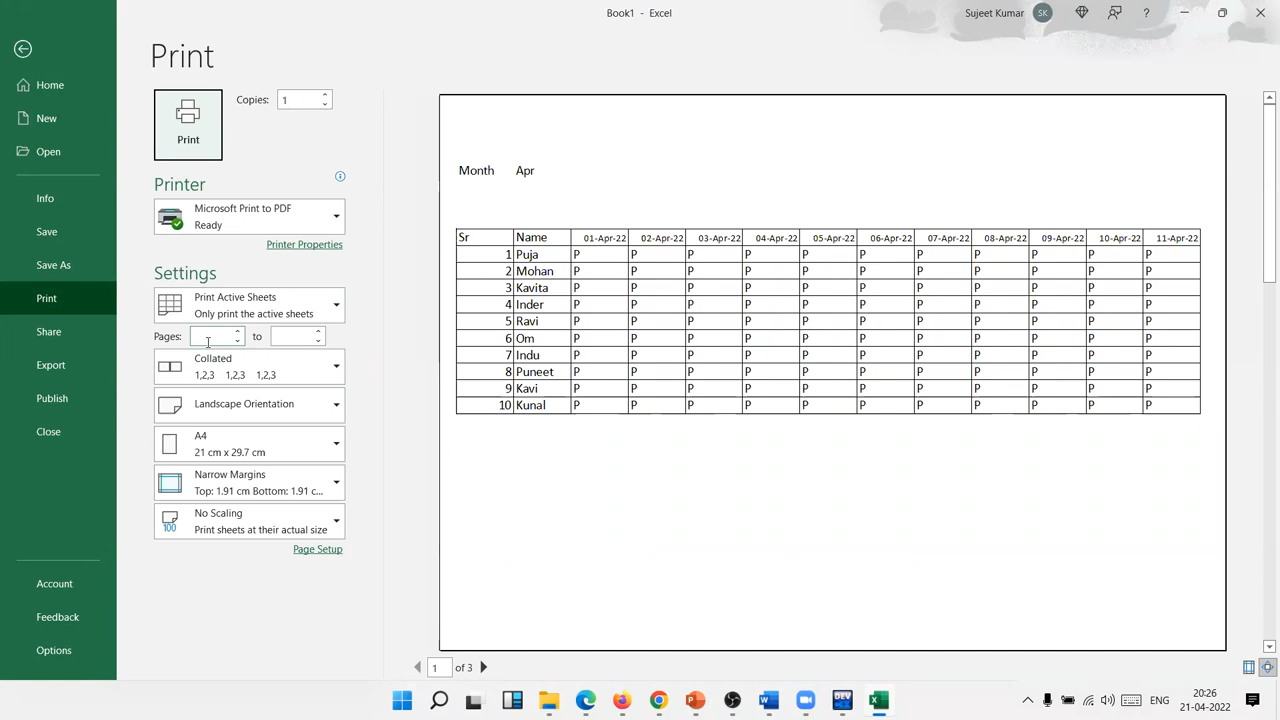 Book1 - Excel
Sujeet Kumar SK ?
Print
Home
New
Open
Info
Save
Save As
Print
Share
Export
Publish
Close
Account
Feedback
Options
Print
Copies: 1
Printer
Microsoft Print to PDF
Ready
Printer Properties
Settings
Print Active Sheets
Only print the active sheets
Pages: to
Collated
1,2,3 1,2,3 1,2,3
Landscape Orientation
A4
21 cm x 29.7 cm
Narrow Margins
Top: 1.91 cm Bottom: 1.91 c...
No Scaling
100 Print sheets at their actual size
Page Setup
Month Apr
Sr Name 01-Apr-22 02-Apr-22 03-Apr-22 04-Apr-22 05-Apr-22 06-Apr-22 07-Apr-22 08-Apr-22 09-Apr-22 10-Apr-22 11-Apr-22
1 Puja P P P P P P P P P P P
2 Mohan P P P P P P P P P P P
3 Kavita P P P P P P P P P P P
4 Inder P P P P P P P P P P P
5 Ravi P P P P P P P P P P P
6 Om P P P P P P P P P P P
7 Indu P P P P P P P P P P P
8 Puneet P P P P P P P P P P P
9 Kavi P P P P P P P P P P P
10 Kunal P P P P P P P P P P P
1 of 3
ENG
20:26
21-04-2022